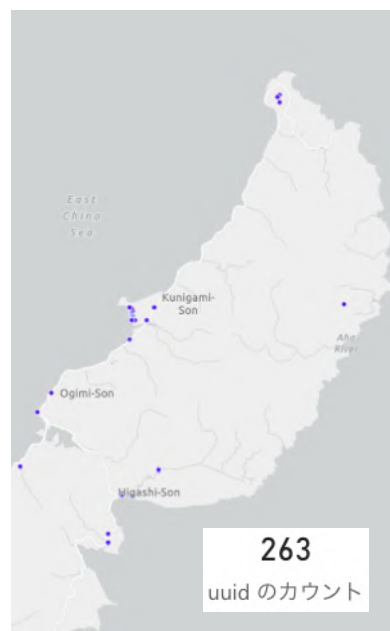 East
China
Sea
Kunigami-
Son
Aha
River
Ogimi-Son
Higashi-Son
263
uuid のカウント